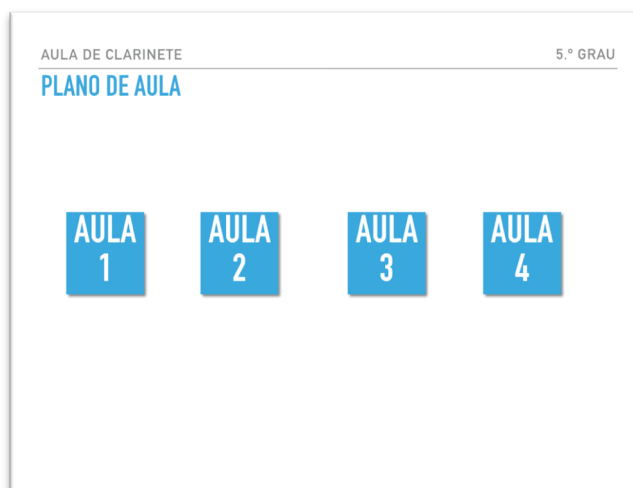 AULA DE CLARINETE 5.º GRAU
PLANO DE AULA
AULA 1
AULA 2
AULA 3
AULA 4